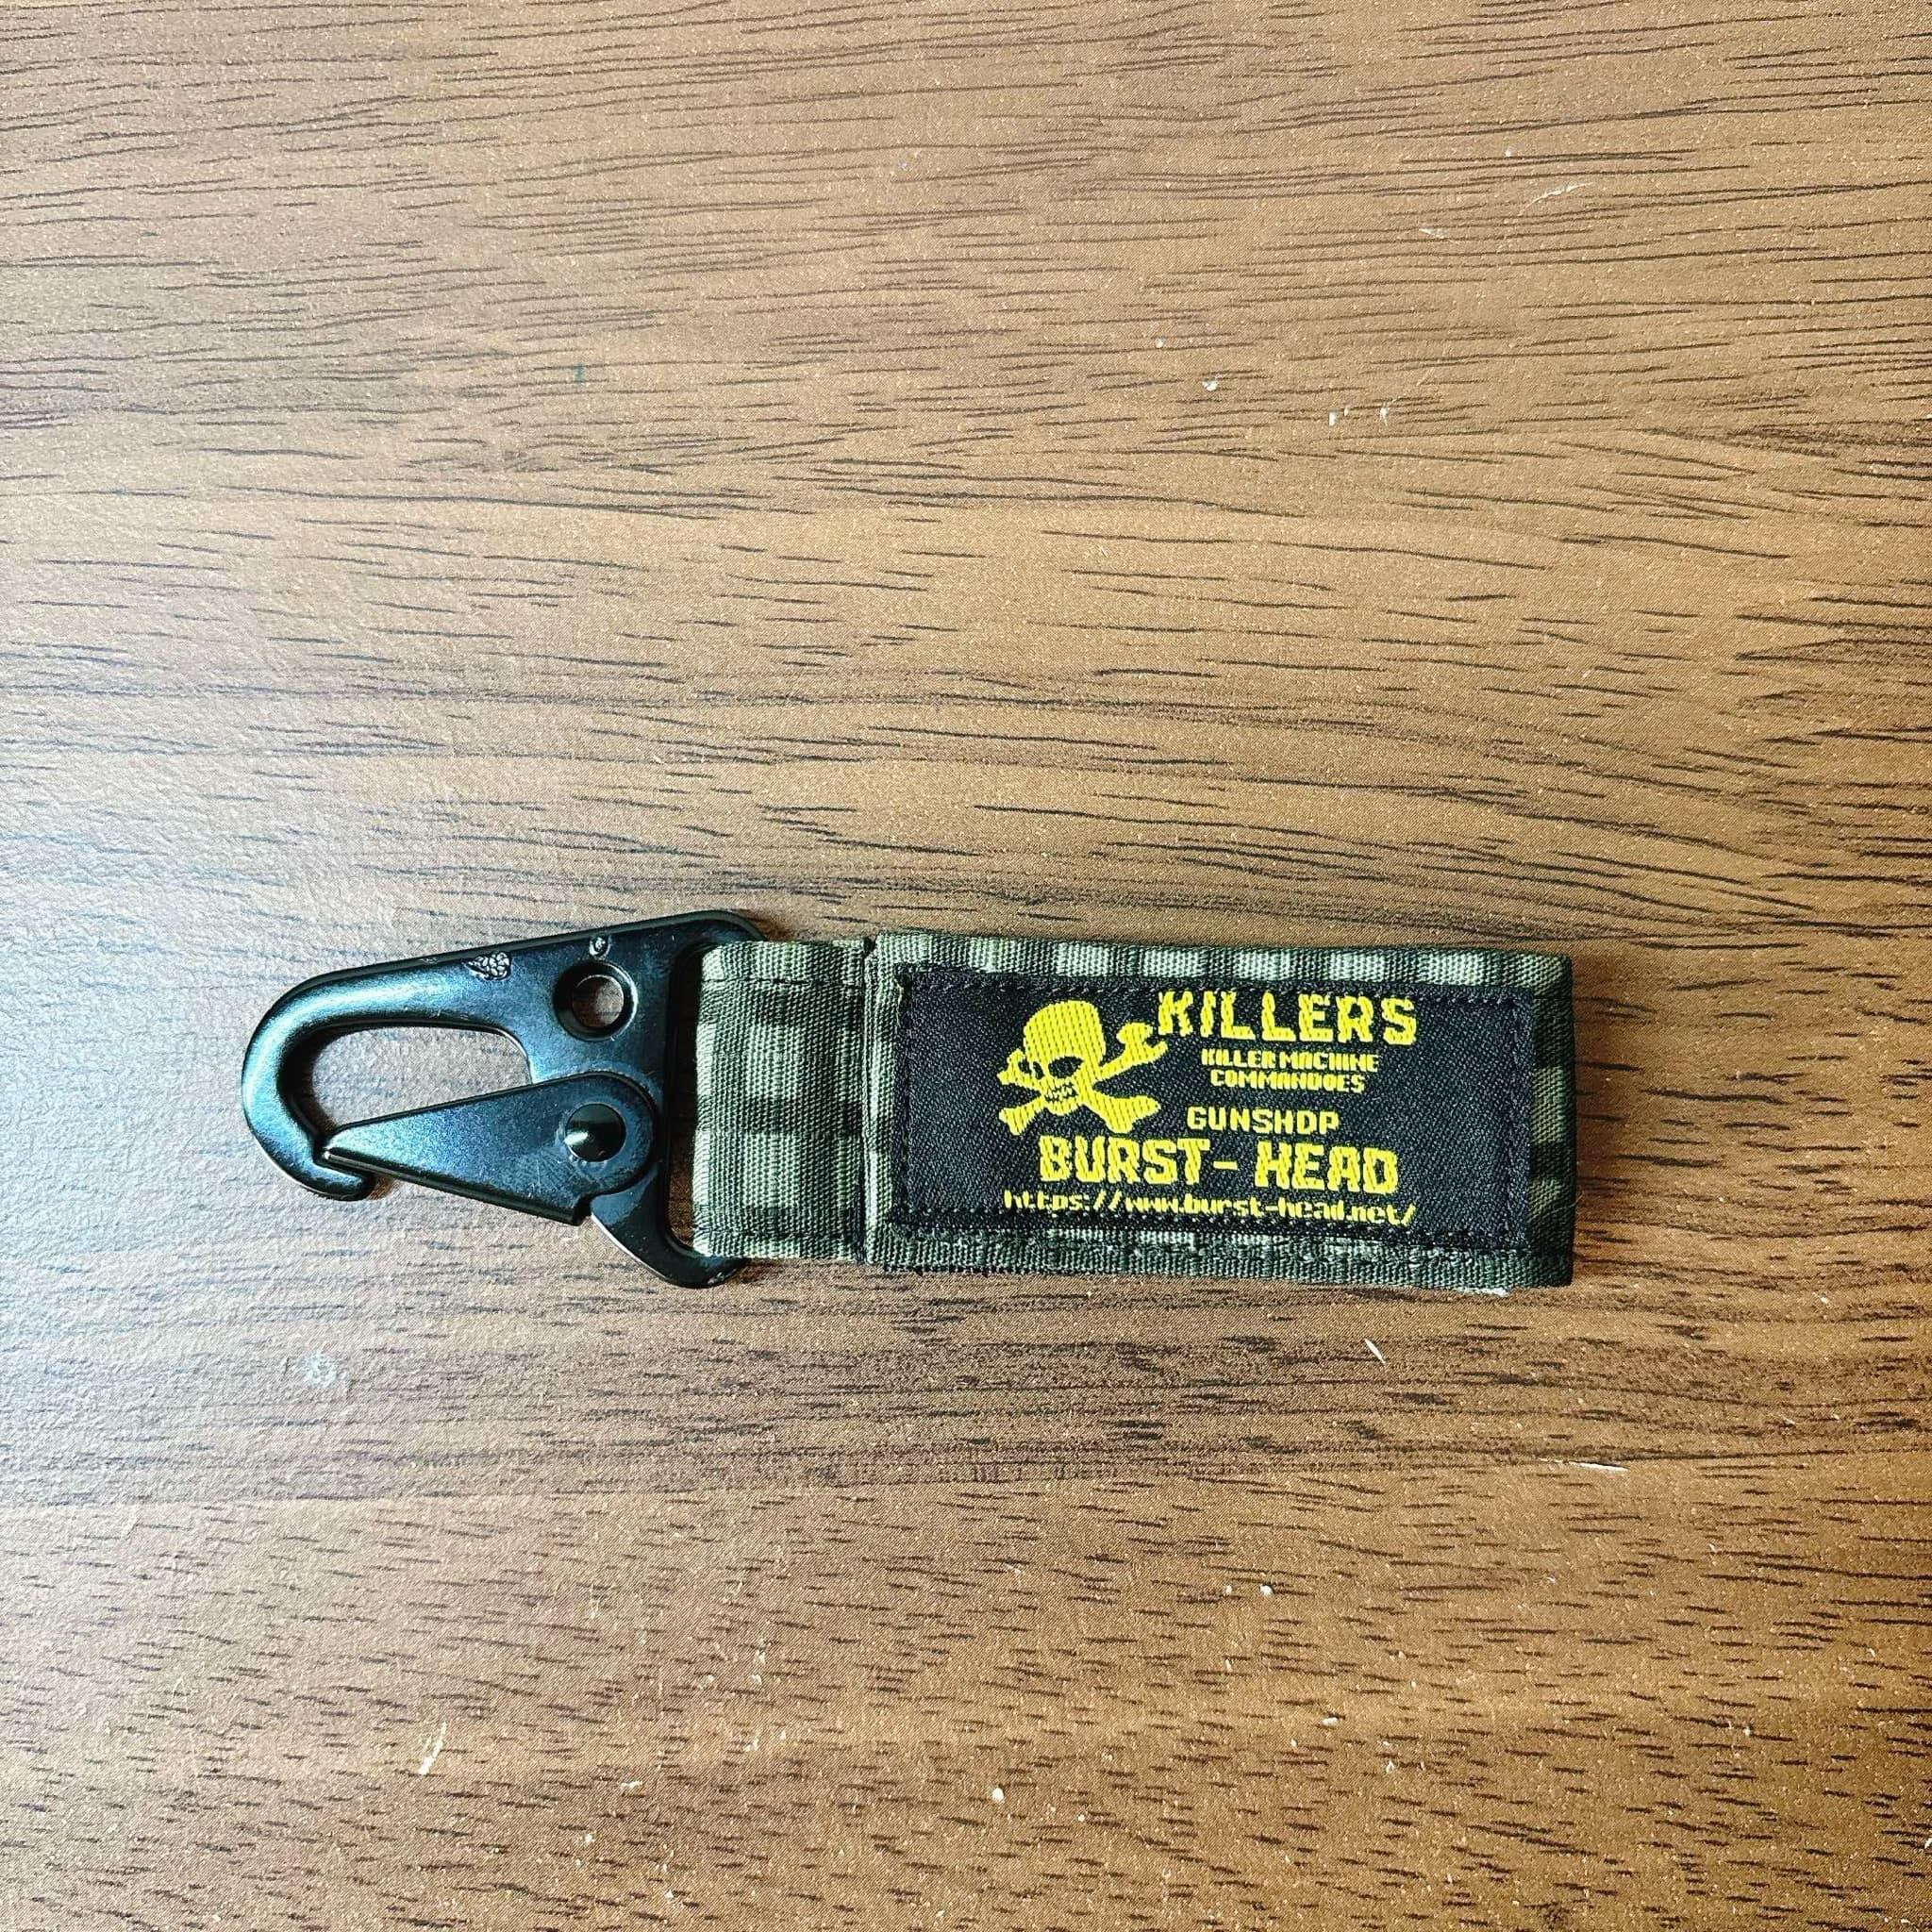 KILLERS
KILLER MACHINE
COMMANDOES
GUNSHOP
BURST-HEAD
https://www.burst-head.net/